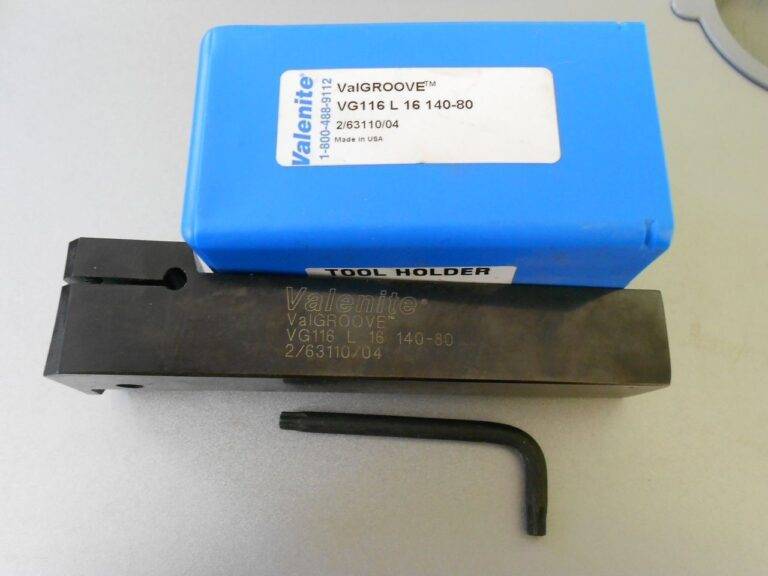 Valenite®
1-800-488-9112
ValGROOVE™
VG116 L 16 140-80
2/63110/04
Made in USA
TOOL HOLDER
Valenite®
ValGROOVE™
VG116 L 16 140-80
2/63110/04